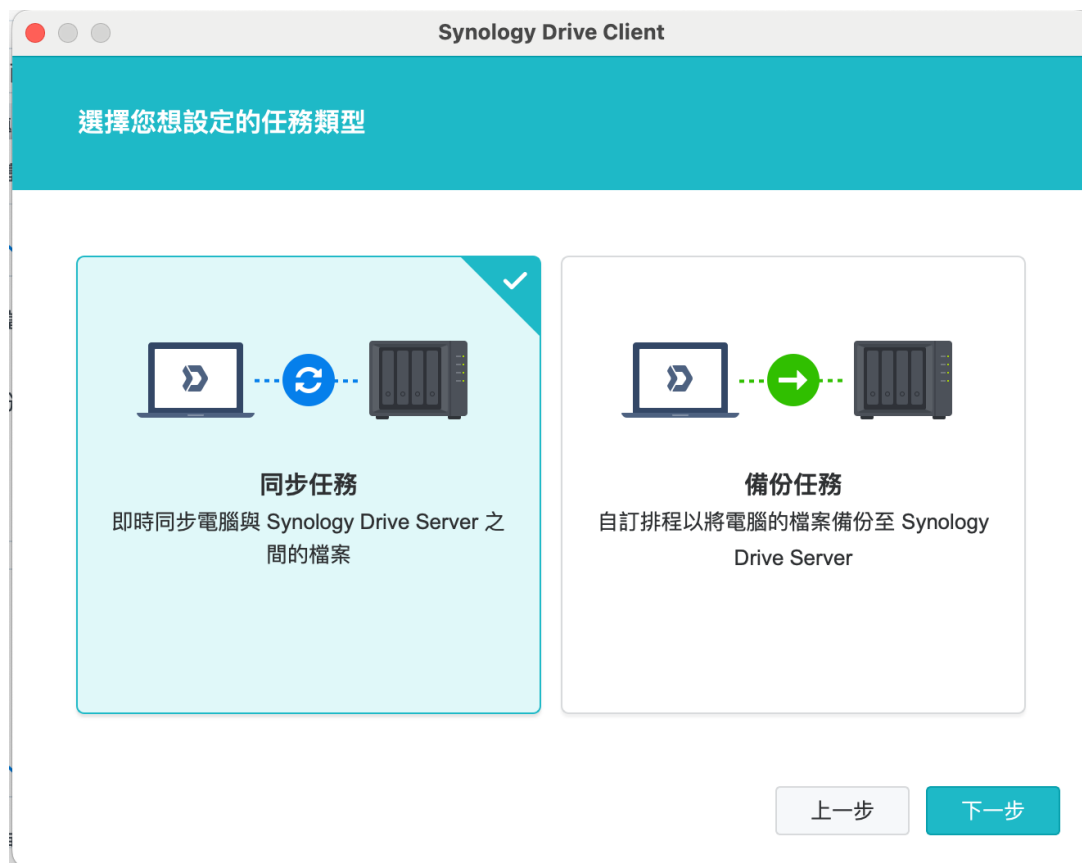 Synology Drive Client
選擇您想設定的任務類型
同步任務
即時同步電腦與 Synology Drive Server 之
間的檔案
備份任務
自訂排程以將電腦的檔案備份至 Synology
Drive Server
上一步
下一步